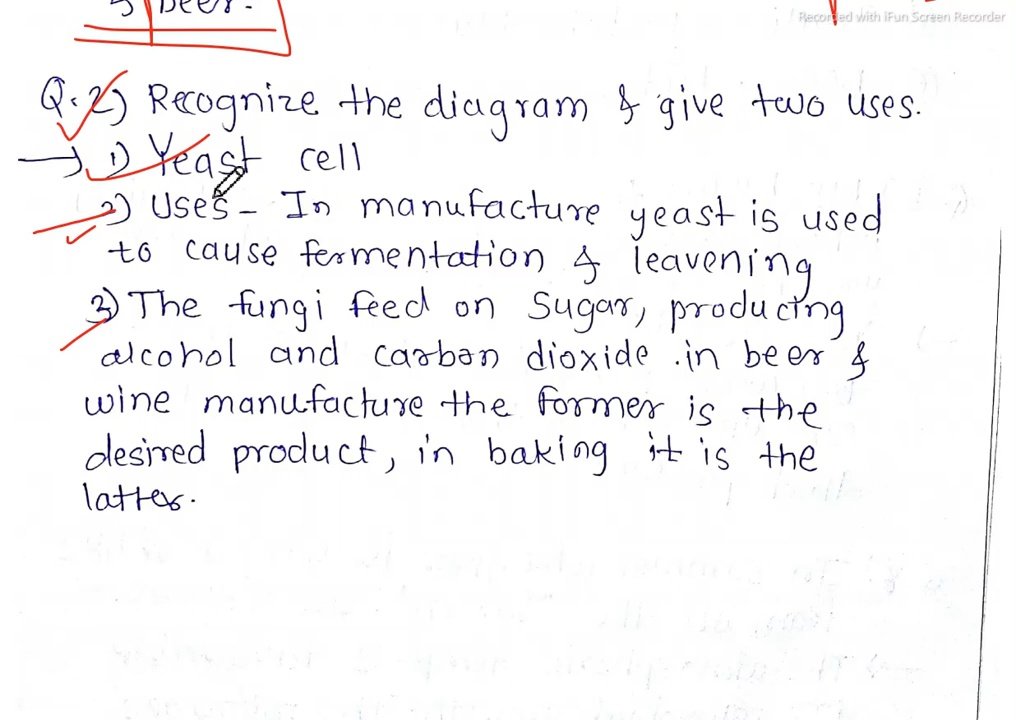 5) Beer.
Recorded with iFun Screen Recorder
Q.2) Recognize the diagram & give two uses.
→ 1) Yeast cell
2) Uses - In manufacture yeast is used
to cause fermentation & leavening
3) The fungi feed on Sugar, producing
alcohol and carbon dioxide .in beer &
wine manufacture the former is the
desired product, in baking it is the
latter.